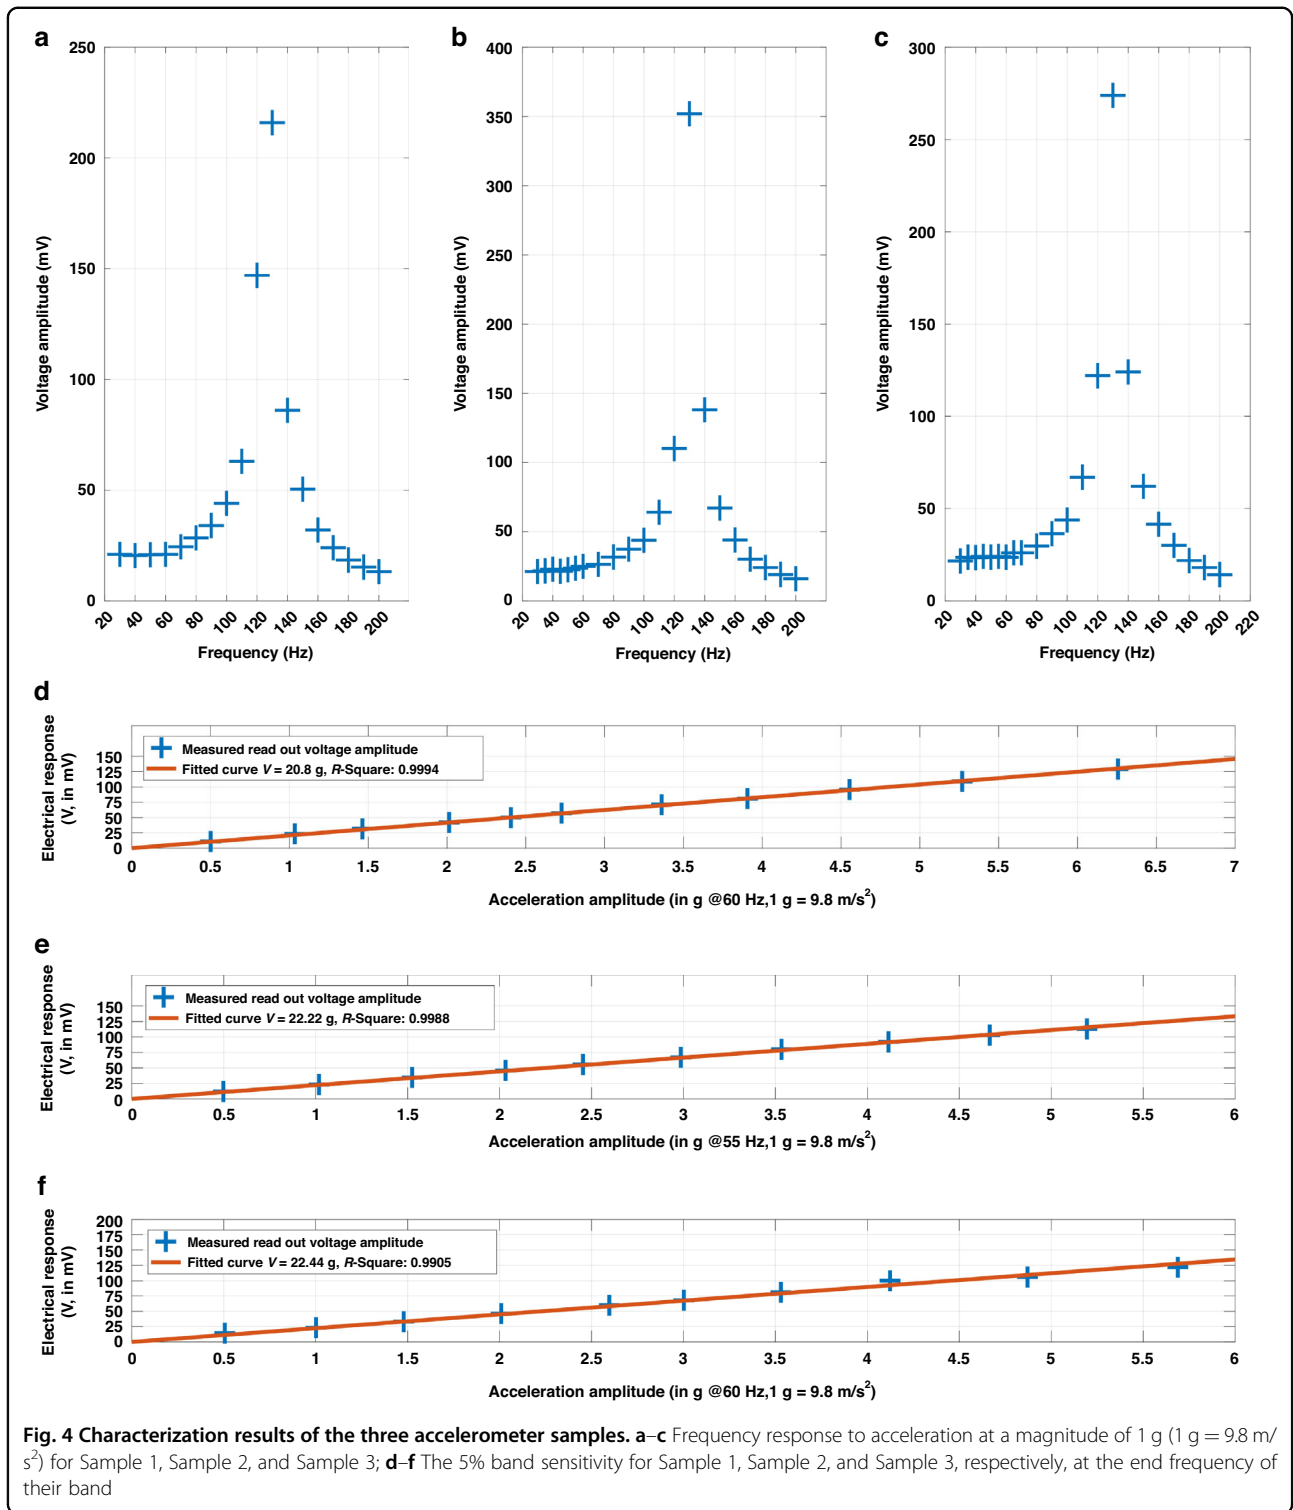 a
b
c
250
200
150
100
50
0
Voltage amplitude (mV)
20 40 60 80 100 120 140 160 180 200
Frequency (Hz)
400
350
300
250
200
150
100
50
0
Voltage amplitude (mV)
20 40 60 80 100 120 140 160 180 200
Frequency (Hz)
300
250
200
150
100
50
0
Voltage amplitude (mV)
20 40 60 80 100 120 140 160 180 200 220
Frequency (Hz)
d
Electrical response
(V, in mV)
150
125
100
75
50
25
0
Measured read out voltage amplitude
Fitted curve V = 20.8 g, R-Square: 0.9994
0 0.5 1 1.5 2 2.5 3 3.5 4 4.5 5 5.5 6 6.5 7
Acceleration amplitude (in g @60 Hz,1 g = 9.8 m/s²)
e
Electrical response
(V, in mV)
150
125
100
75
50
25
0
Measured read out voltage amplitude
Fitted curve V = 22.22 g, R-Square: 0.9988
0 0.5 1 1.5 2 2.5 3 3.5 4 4.5 5 5.5 6
Acceleration amplitude (in g @55 Hz,1 g = 9.8 m/s²)
f
Electrical response
(V, in mV)
200
175
150
125
100
75
50
25
0
Measured read out voltage amplitude
Fitted curve V = 22.44 g, R-Square: 0.9905
0 0.5 1 1.5 2 2.5 3 3.5 4 4.5 5 5.5 6
Acceleration amplitude (in g @60 Hz,1 g = 9.8 m/s²)
Fig. 4 Characterization results of the three accelerometer samples. a–c Frequency response to acceleration at a magnitude of 1 g (1 g = 9.8 m/
s²) for Sample 1, Sample 2, and Sample 3; d–f The 5% band sensitivity for Sample 1, Sample 2, and Sample 3, respectively, at the end frequency of
their band